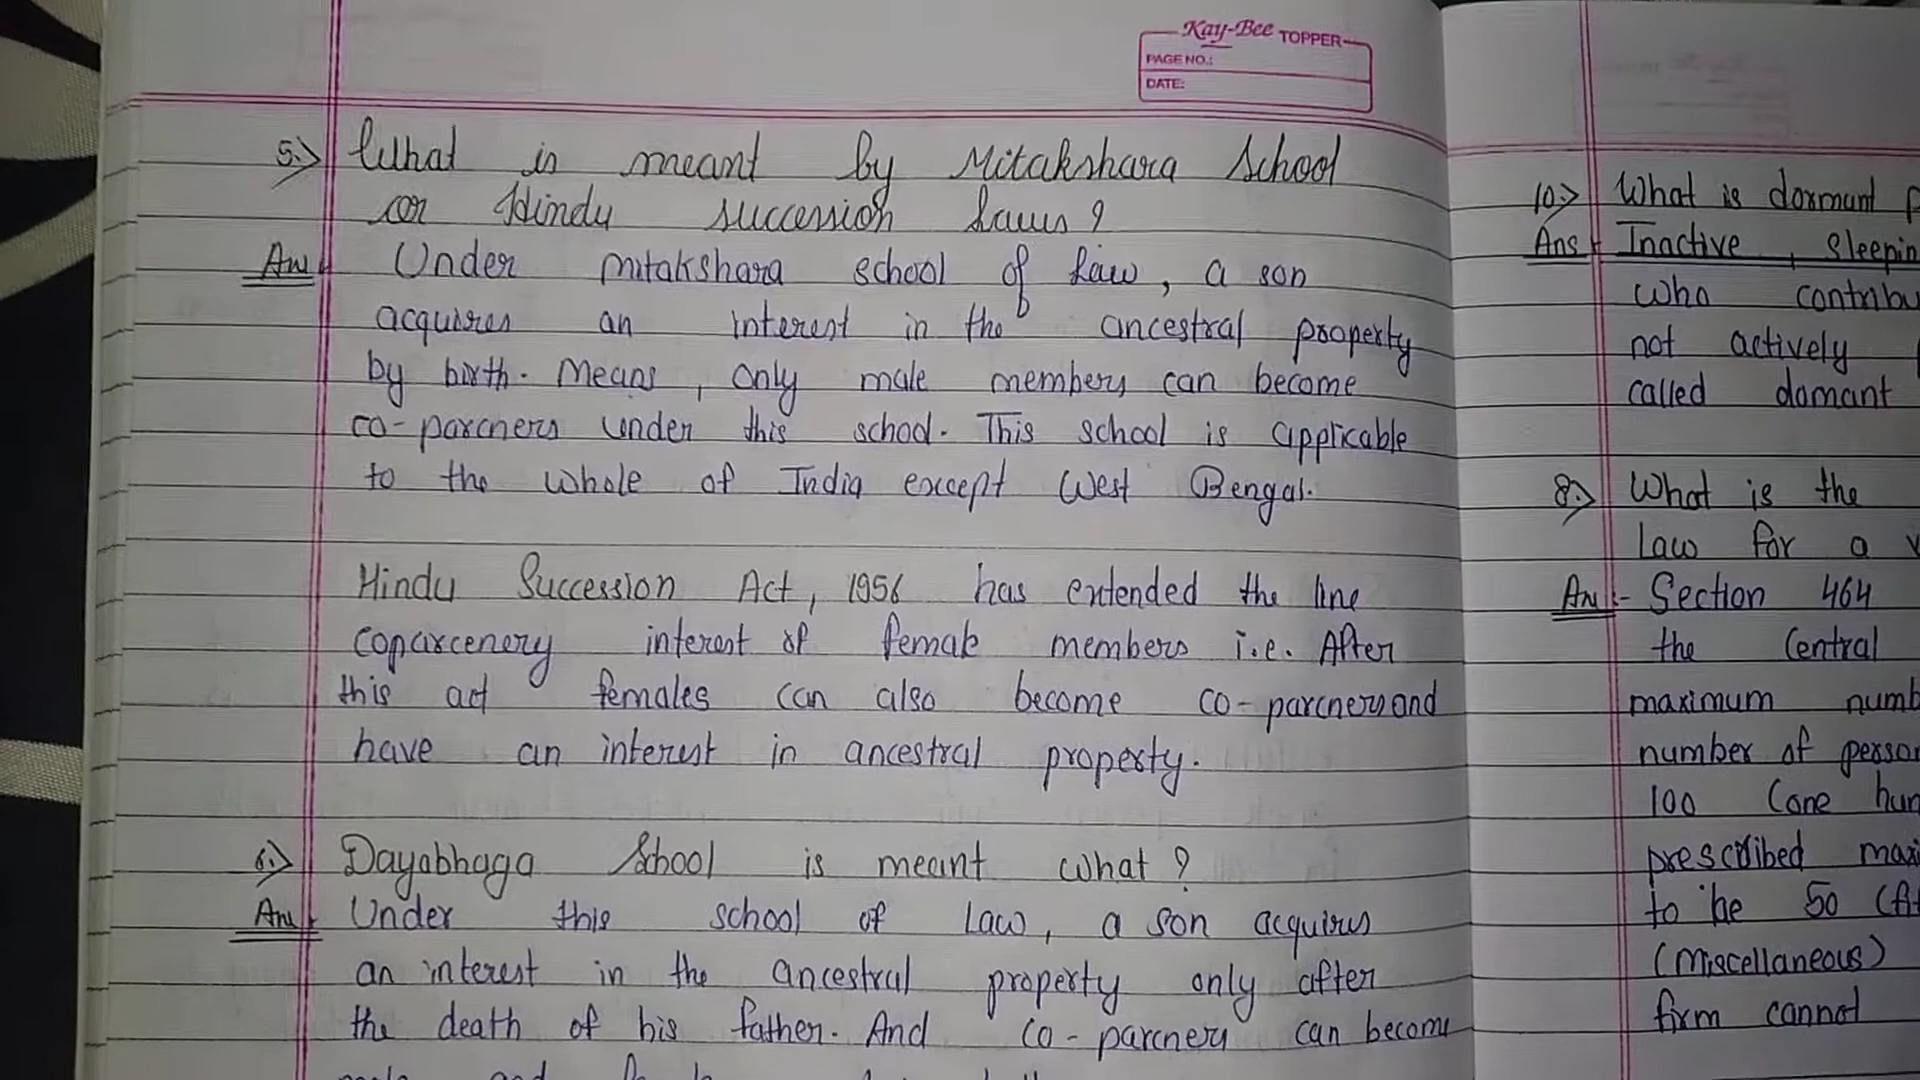 Kay-Bee TOPPER
PAGE NO.:
DATE:
5.> What is meant by Mitakshara School
or Hindu succession Laws ?
Ans Under mitakshara school of Law, a son
acquires an interest in the ancestral property
by birth. Means, only male members can become
co-parcners under this school. This school is applicable
to the whole of India except West Bengal.
Hindu Succession Act, 1956 has extended the line
coparcenery interest of female members i.e. After
this act females can also become co-parcners and
have an interest in ancestral property.
6.> Dayabhaga School is meant what ?
Ans Under this school of Law, a son acquires
an interest in the ancestral property only after
the death of his father. And co-parcners can become
and
10.> What is dormant
Ans Inactive, sleepin
who contribu
not actively
called domant
8.> What is the
Law for a
Ans - Section 464
the Central
maximum numb
number of person
100 (one hun
prescribed maxi
to be 50 (fi
(Miscellaneous)
firm cannot